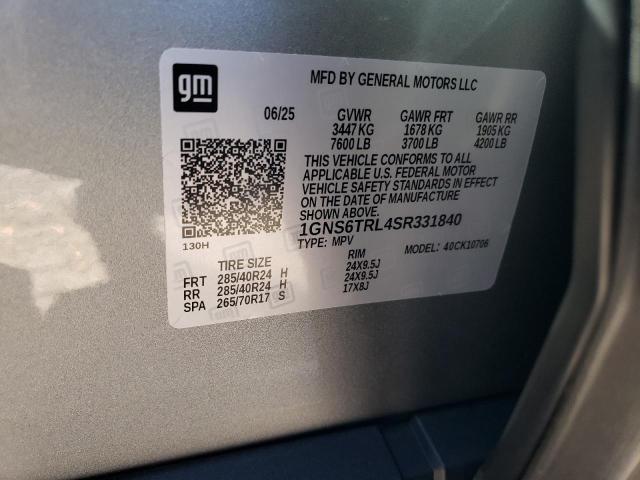 gm
MFD BY GENERAL MOTORS LLC
06/25 GVWR GAWR FRT GAWR RR
3447 KG 1678 KG 1905 KG
7600 LB 3700 LB 4200 LB
THIS VEHICLE CONFORMS TO ALL
APPLICABLE U.S. FEDERAL MOTOR
VEHICLE SAFETY STANDARDS IN EFFECT
ON THE DATE OF MANUFACTURE
SHOWN ABOVE.
1GNS6TRL4SR331840
130H
TYPE: MPV MODEL: 40CK10706
TIRE SIZE RIM
FRT 285/40R24 H 24X9.5J
RR 285/40R24 H 24X9.5J
SPA 265/70R17 S 17X8J